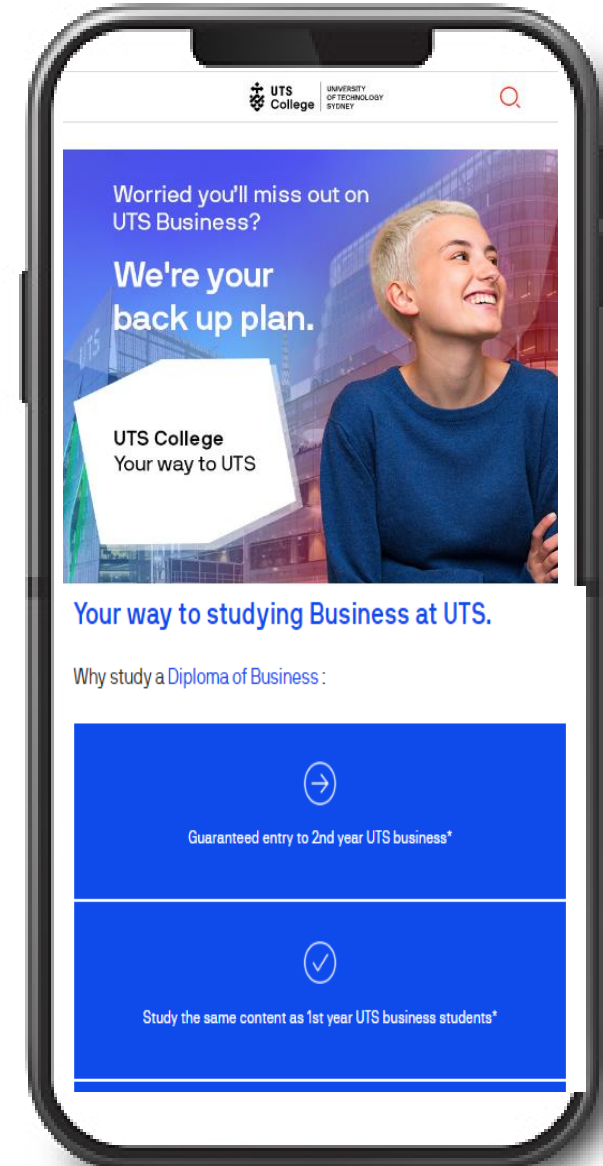 UTS
College
UNIVERSITY
OF TECHNOLOGY
SYDNEY
Worried you'll miss out on
UTS Business?
We're your
back up plan.
UTS
UTS College
Your way to UTS
Your way to studying Business at UTS.
Why study a Diploma of Business :
Guaranteed entry to 2nd year UTS business*
Study the same content as 1st year UTS business students*